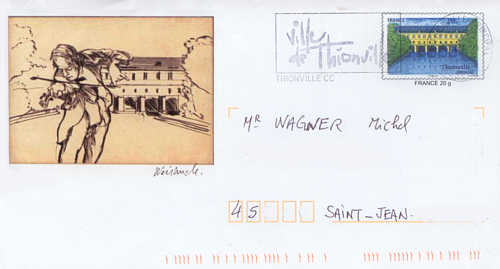 ville
de Thionville
THIONVILLE CC
FRANCE
Thionville
FRANCE 20 g
Mr WAGNER Michel
45 SAINT-JEAN